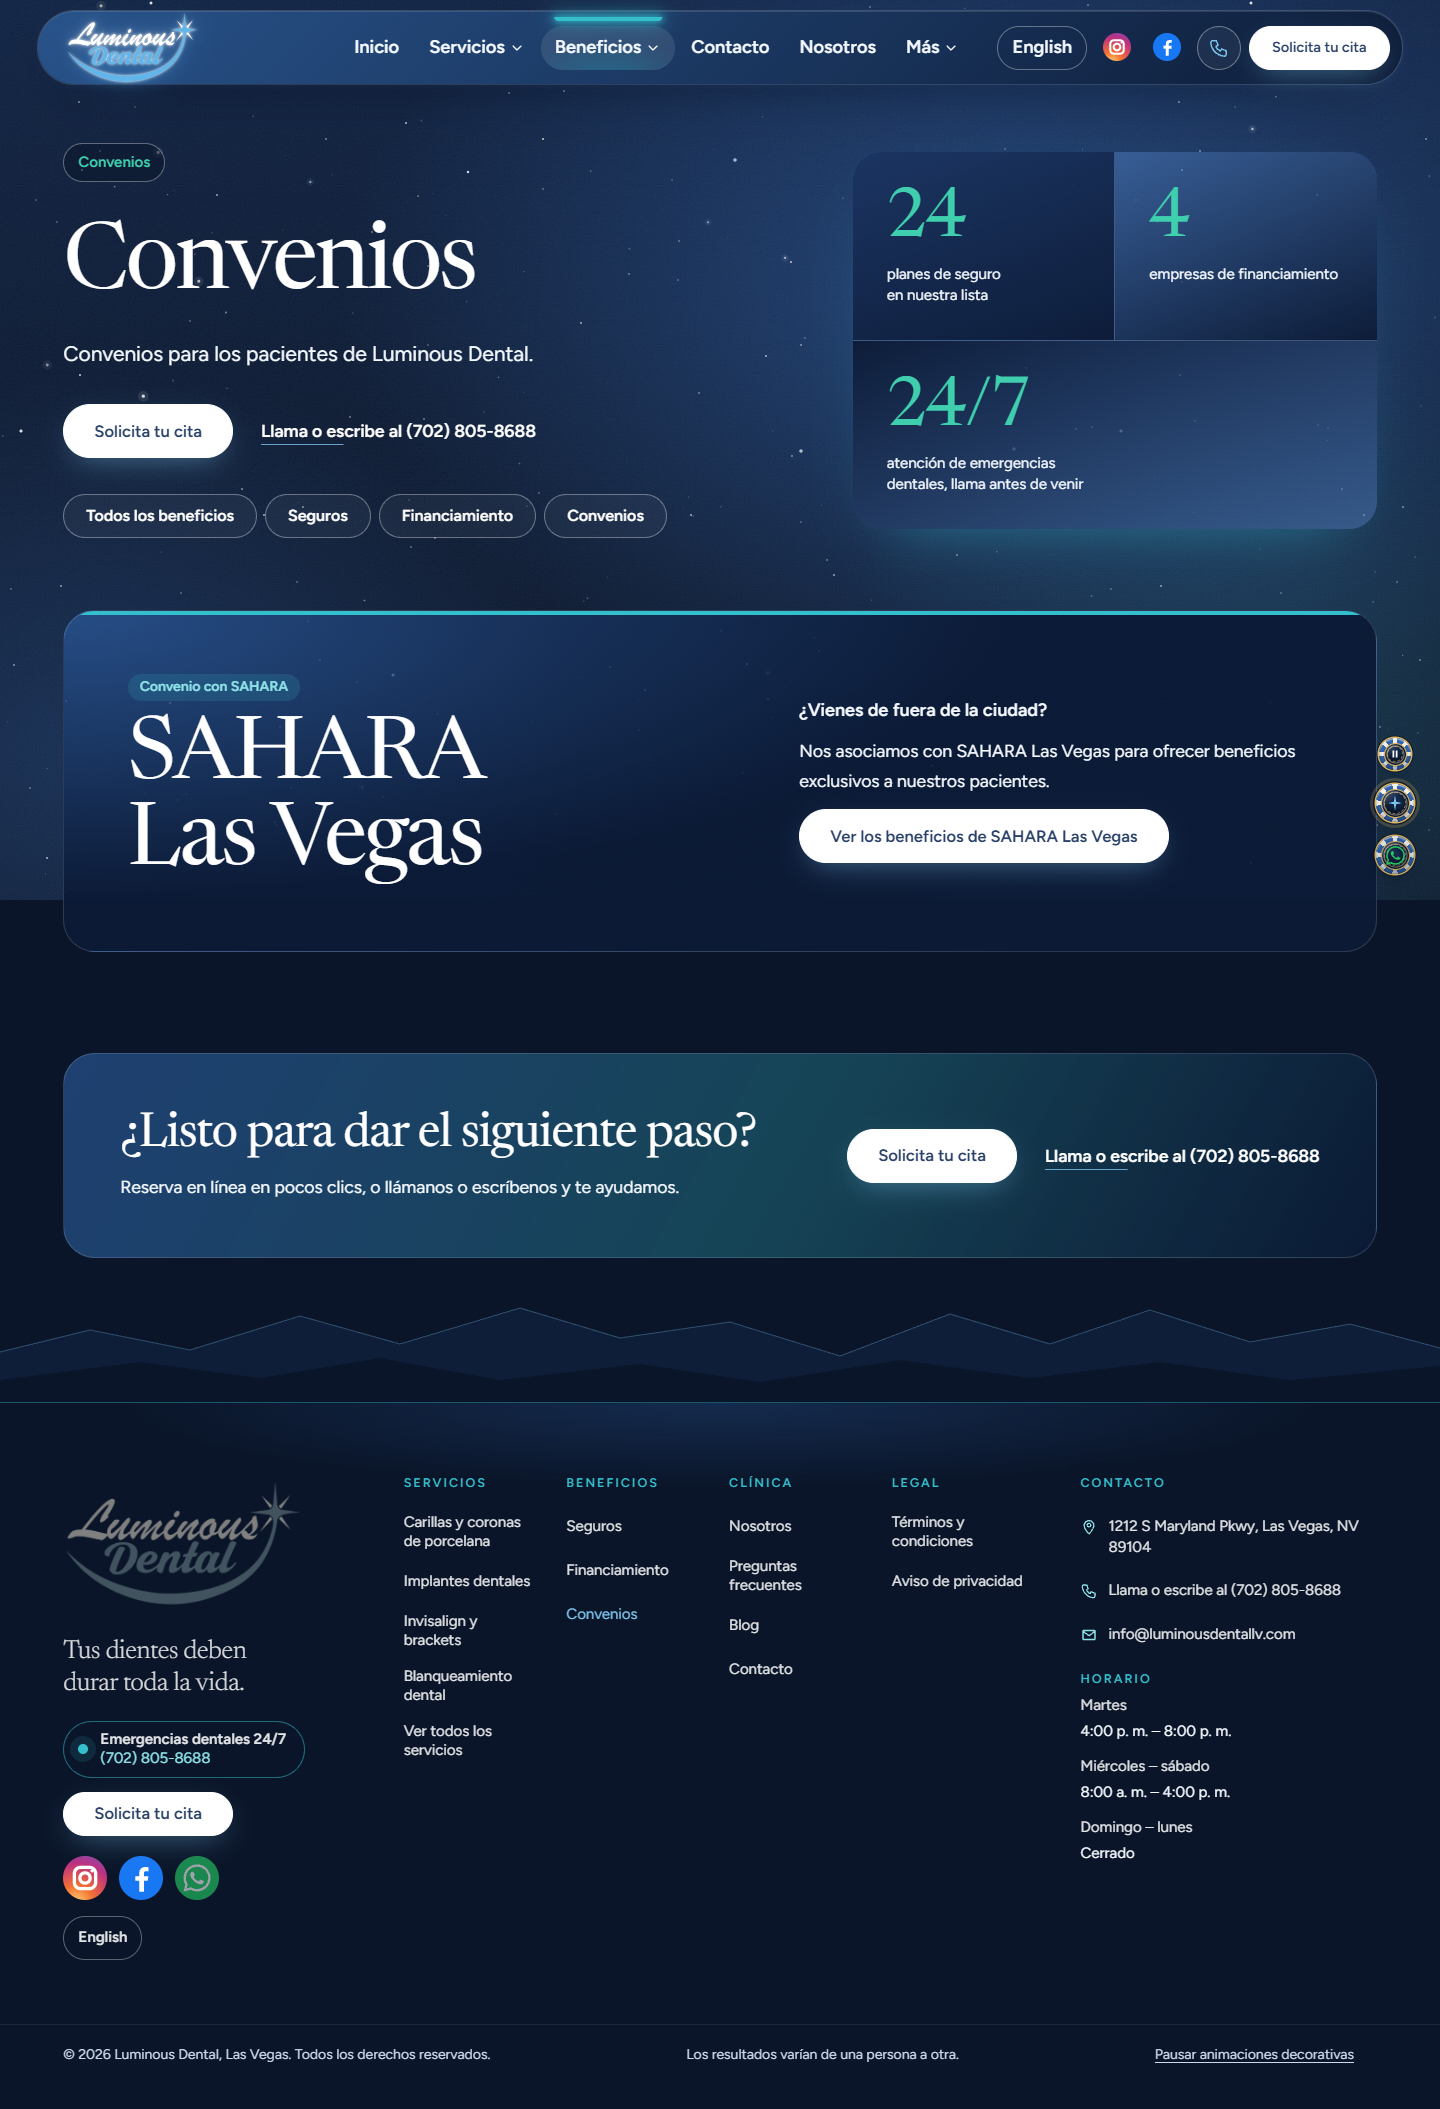 Luminous
Dental
Inicio
Servicios
Beneficios
Contacto
Nosotros
Más
English
Solicita tu cita
Convenios
Convenios
Convenios para los pacientes de Luminous Dental.
Solicita tu cita
Llama o escribe al (702) 805-8688
Todos los beneficios
Seguros
Financiamiento
Convenios
24
planes de seguro
en nuestra lista
4
empresas de financiamiento
24/7
atención de emergencias
dentales, llama antes de venir
Convenio con SAHARA
SAHARA
Las Vegas
¿Vienes de fuera de la ciudad?
Nos asociamos con SAHARA Las Vegas para ofrecer beneficios
exclusivos a nuestros pacientes.
Ver los beneficios de SAHARA Las Vegas
¿Listo para dar el siguiente paso?
Reserva en línea en pocos clics, o llámanos o escríbenos y te ayudamos.
Solicita tu cita
Llama o escribe al (702) 805-8688
Luminous
Dental
Tus dientes deben
durar toda la vida.
Emergencias dentales 24/7
(702) 805-8688
Solicita tu cita
English
SERVICIOS
Carillas y coronas
de porcelana
Implantes dentales
Invisalign y
brackets
Blanqueamiento
dental
Ver todos los
servicios
BENEFICIOS
Seguros
Financiamiento
Convenios
CLÍNICA
Nosotros
Preguntas
frecuentes
Blog
Contacto
LEGAL
Términos y
condiciones
Aviso de privacidad
CONTACTO
1212 S Maryland Pkwy, Las Vegas, NV
89104
Llama o escribe al (702) 805-8688
info@luminousdentallv.com
HORARIO
Martes
4:00 p. m. – 8:00 p. m.
Miércoles – sábado
8:00 a. m. – 4:00 p. m.
Domingo – lunes
Cerrado
© 2026 Luminous Dental, Las Vegas. Todos los derechos reservados.
Los resultados varían de una persona a otra.
Pausar animaciones decorativas